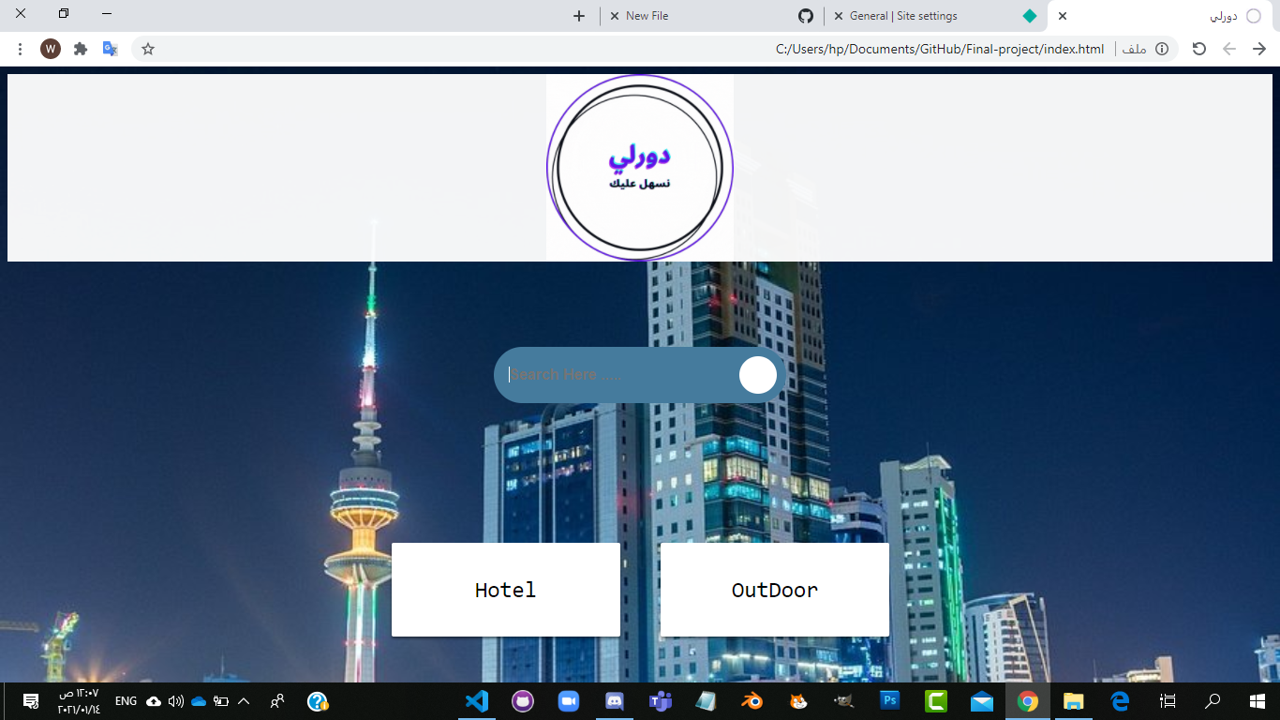 دورلي
General | Site settings
New File
ملف
C:/Users/hp/Documents/GitHub/Final-project/index.html
W
دورلي
نسهل عليك
Search Here .....
Hotel
OutDoor
Ps
ENG
١٢:٠٧ ص
٢٠٢١/٠١/١٤